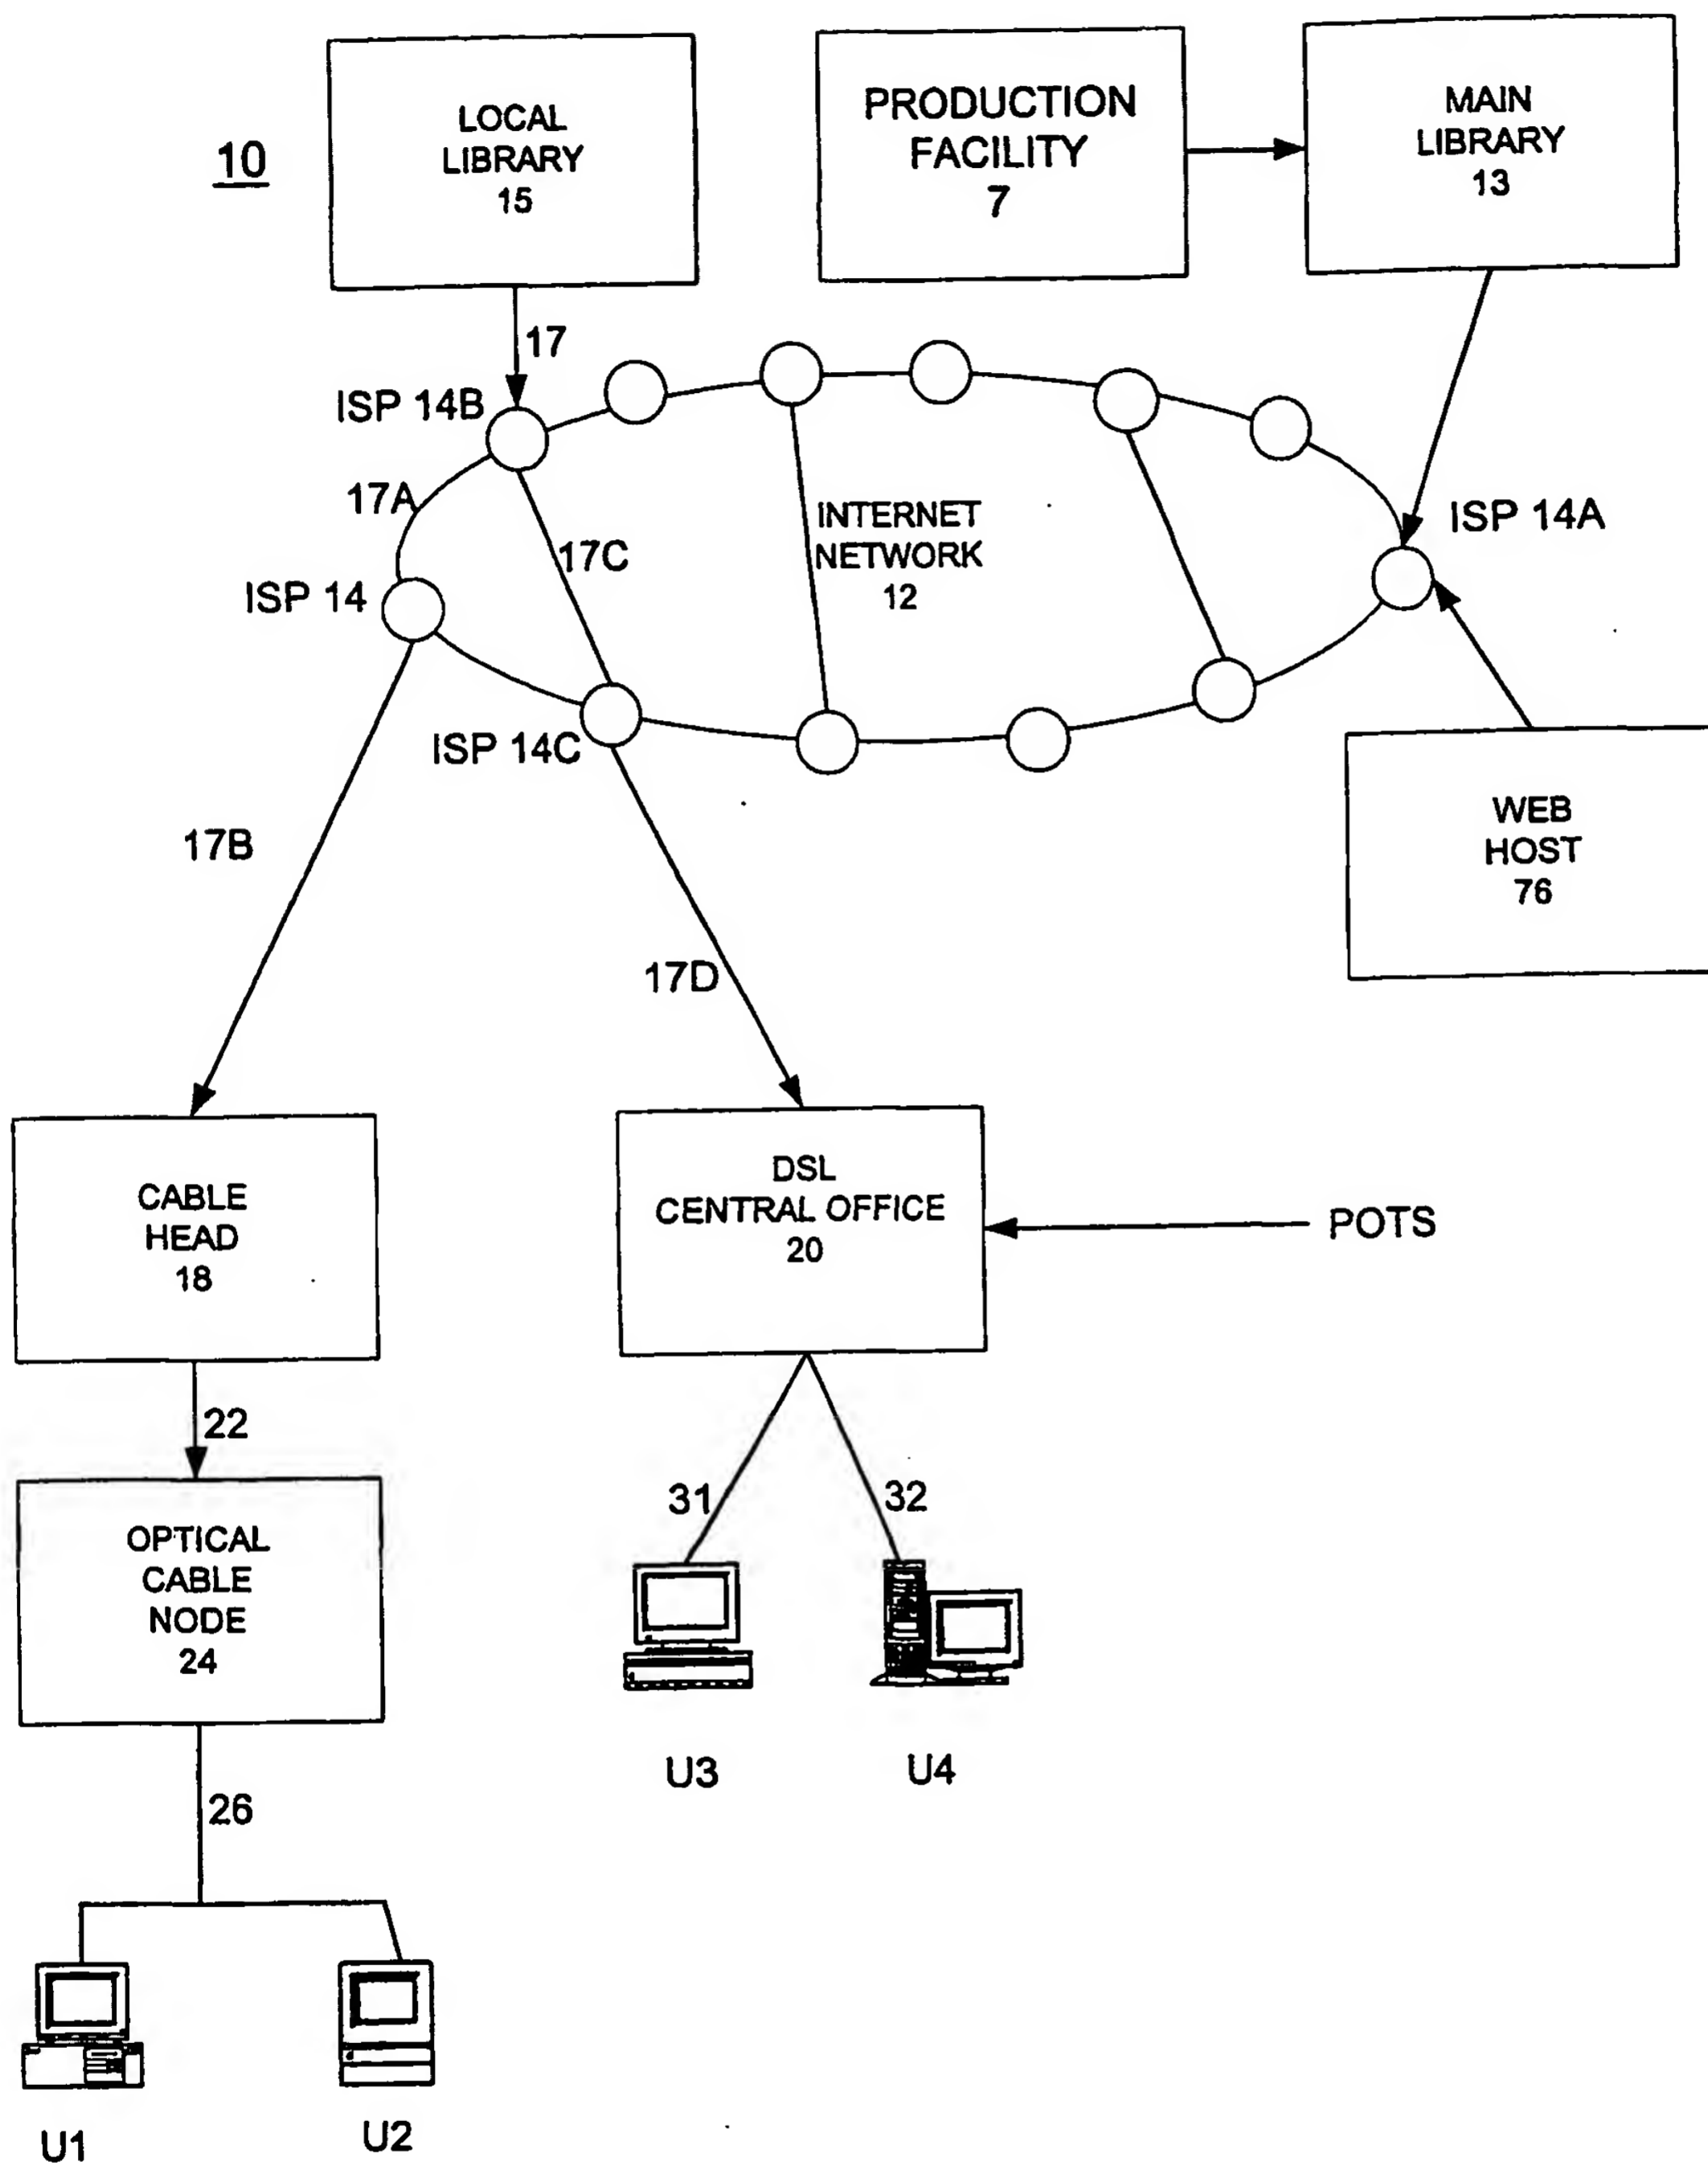 10
LOCAL
LIBRARY
15
PRODUCTION
FACILITY
7
MAIN
LIBRARY
13
17
ISP 14B
17A
17C
INTERNET
NETWORK
12
ISP 14A
ISP 14
ISP 14C
17B
17D
WEB
HOST
76
CABLE
HEAD
18
DSL
CENTRAL OFFICE
20
POTS
22
OPTICAL
CABLE
NODE
24
31
32
U3
U4
26
U1
U2